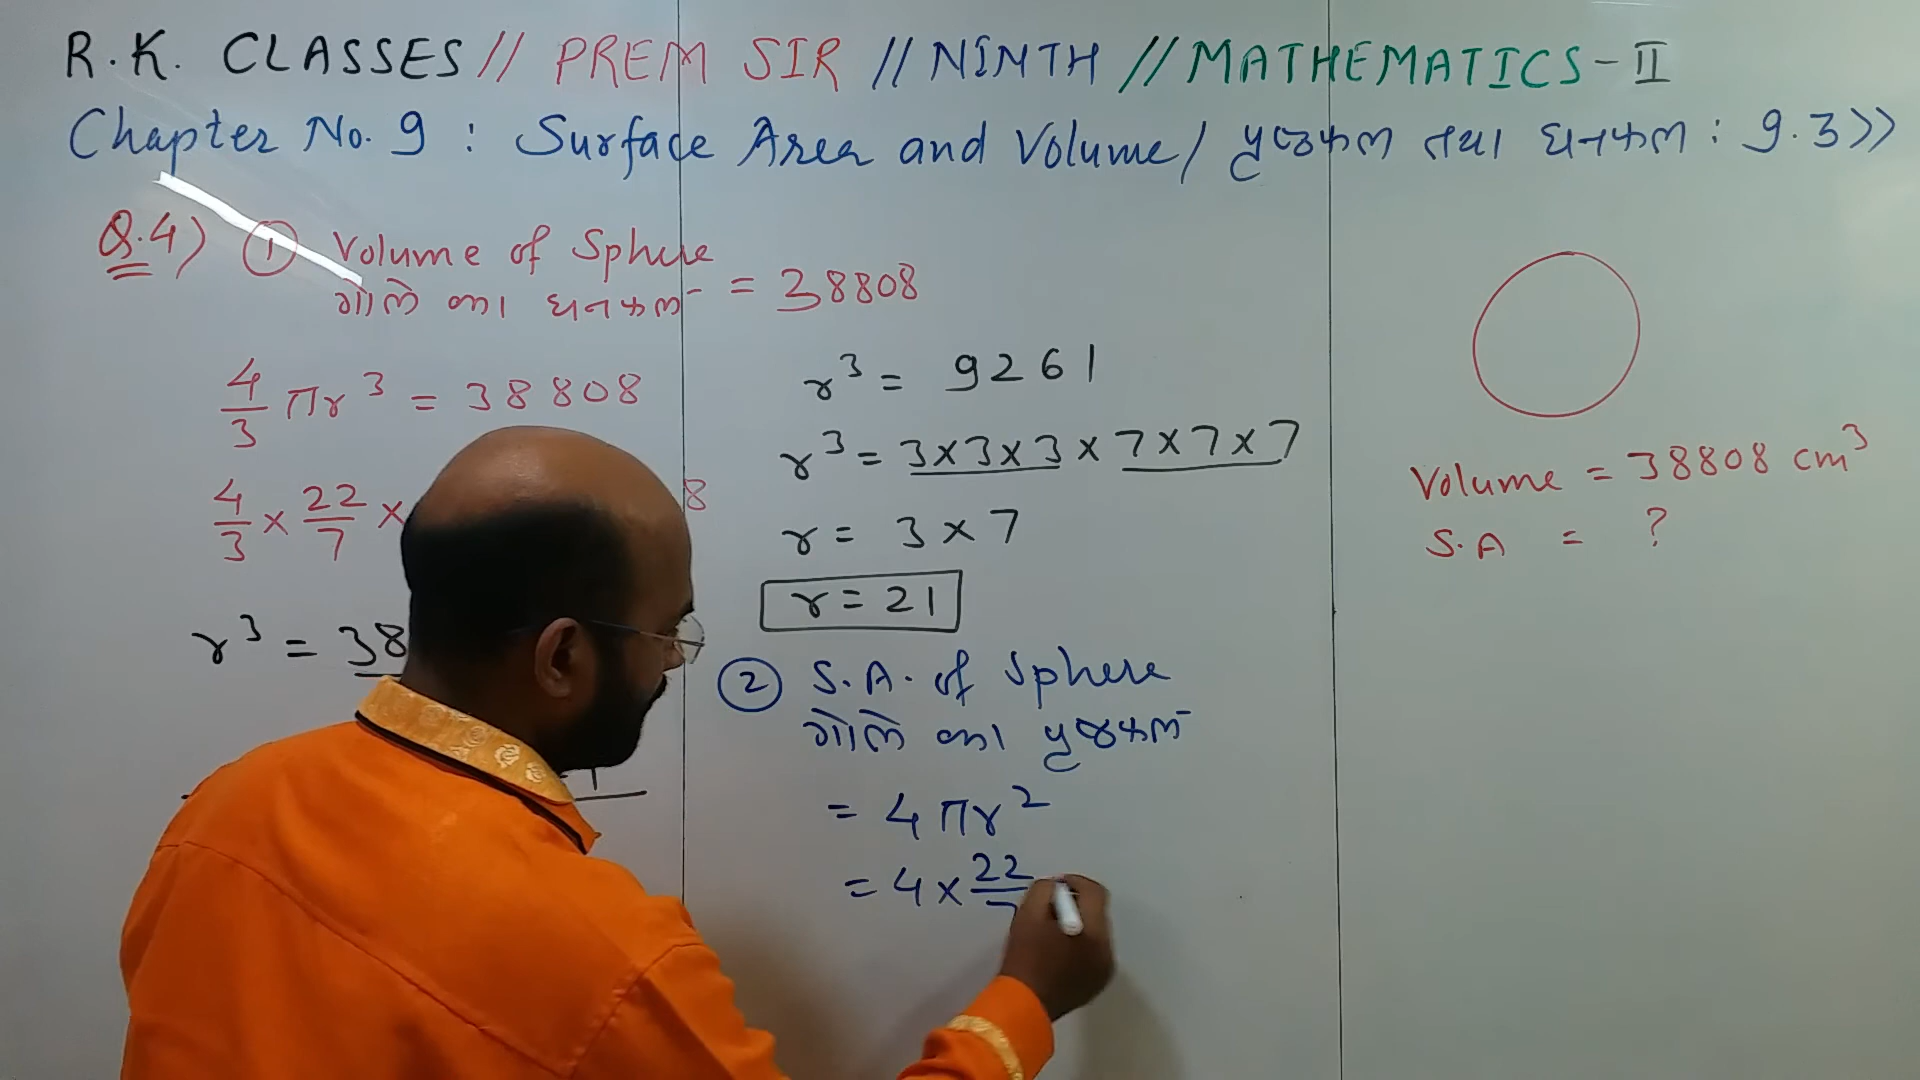 R.K. CLASSES // PREM SIR // NINTH // MATHEMATICS - II
Chapter No. 9 : Surface Area and Volume / पृष्ठफल तथा घनफल : 9.3 >>
Q.4) ① Volume of Sphere
गोले का घनफल = 38808
4/3 πr³ = 38808
4/3 × 22/7 × 8
r³ = 38
r³ = 9261
r³ = 3×3×3 × 7×7×7
r = 3 × 7
r = 21
② S.A. of Sphere
गोले का पृष्ठफल
= 4πr²
= 4 × 22/7
Volume = 38808 cm³
S.A = ?